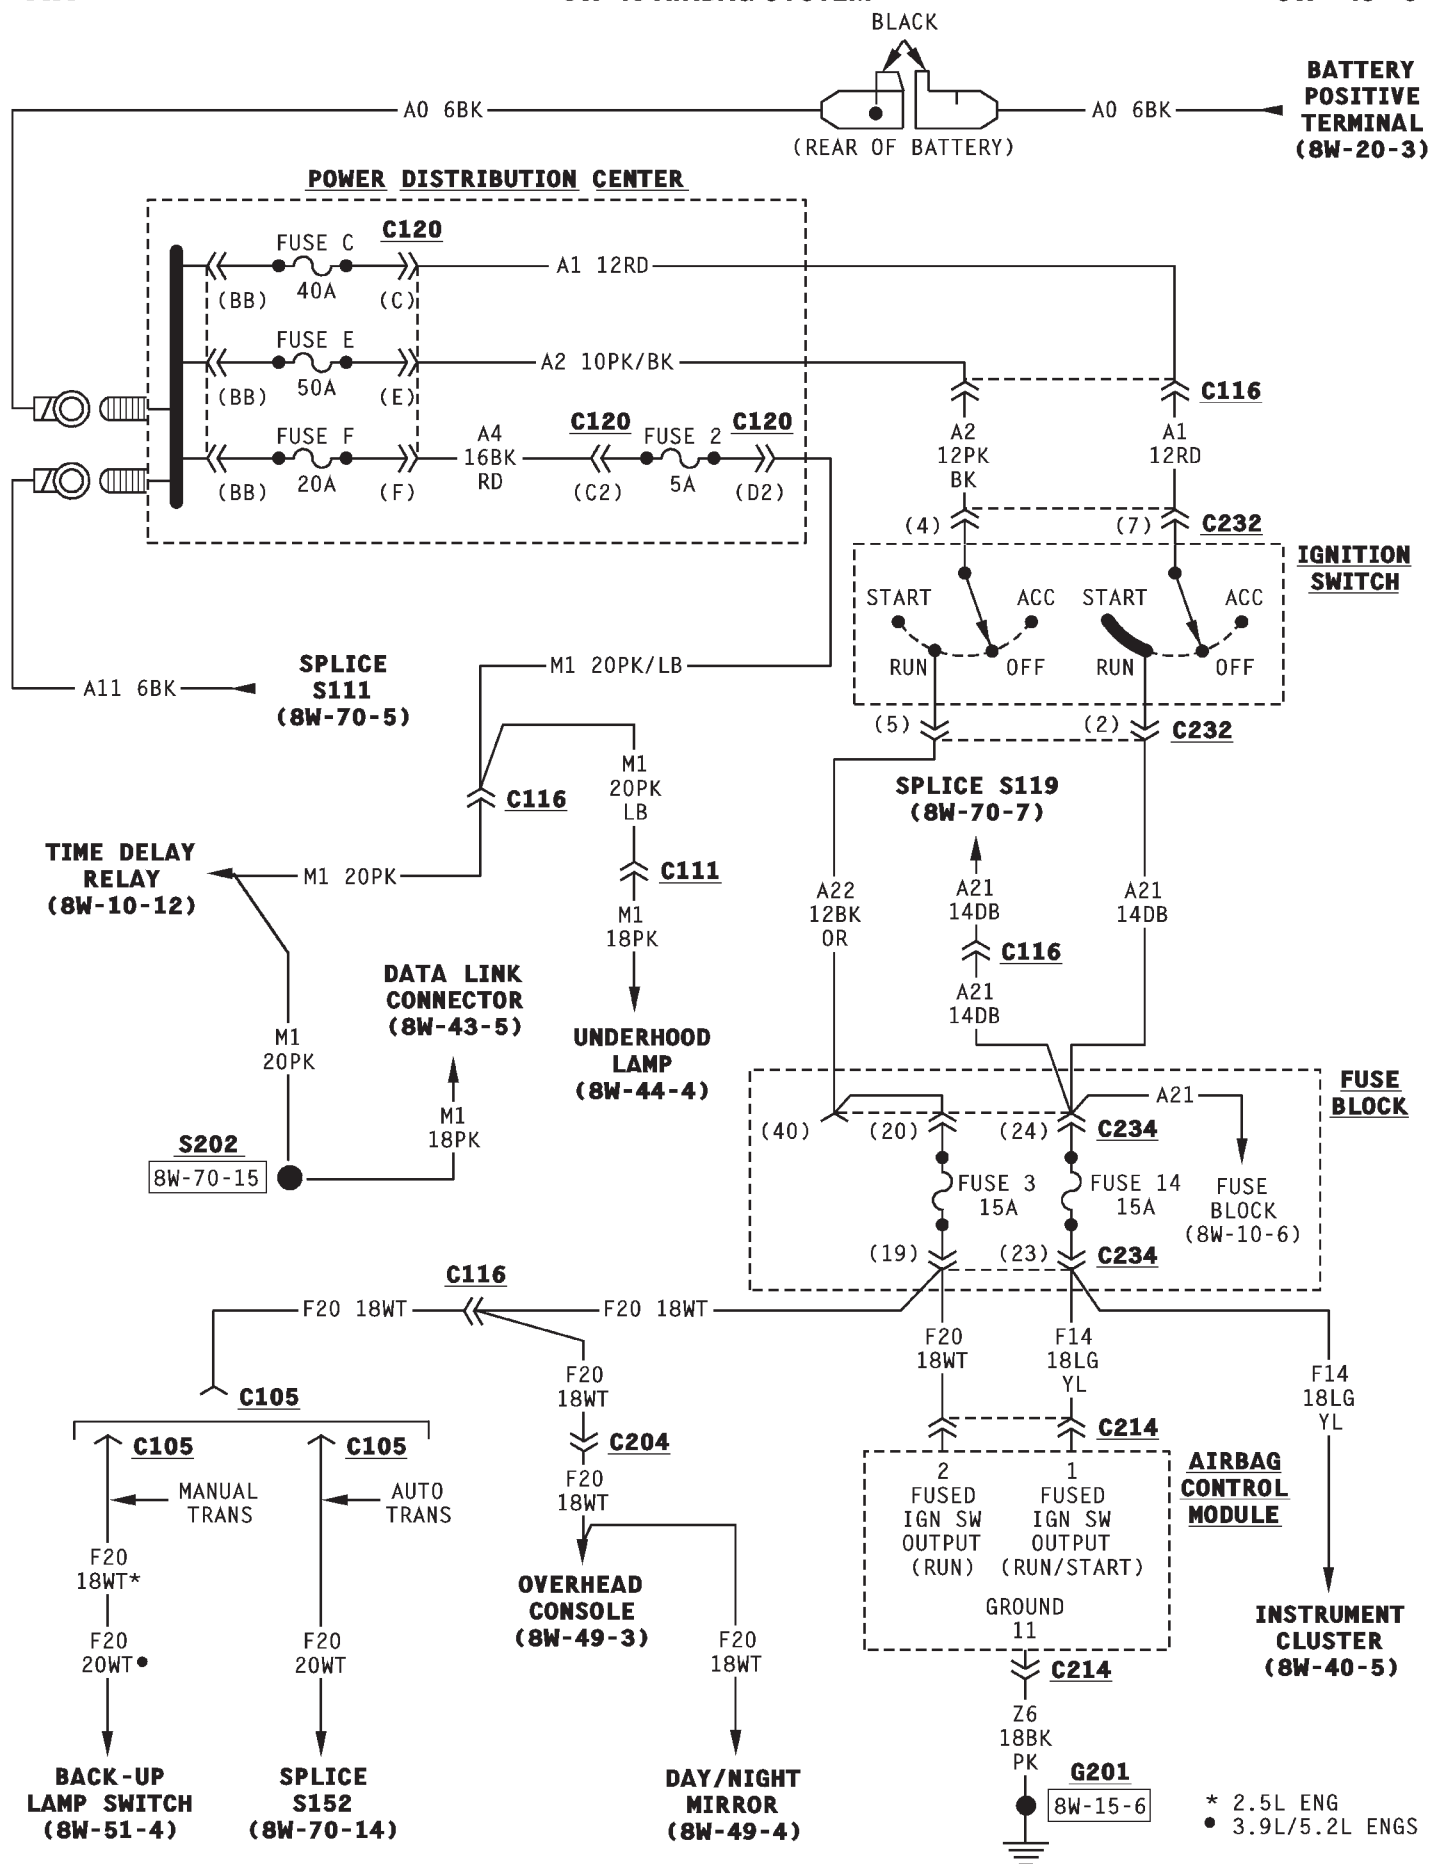 BLACK
A0 6BK
A0 6BK
BATTERY
POSITIVE
TERMINAL
(8W-20-3)
(REAR OF BATTERY)
POWER DISTRIBUTION CENTER
FUSE C
C120
A1 12RD
(BB)
40A
(C)
FUSE E
A2 10PK/BK
(BB)
50A
(E)
C116
FUSE F
A4
16BK
RD
C120
FUSE 2
C120
(BB)
20A
(F)
(C2)
5A
(D2)
A2
12PK
BK
A1
12RD
(4)
(7)
C232
IGNITION
SWITCH
START
ACC
START
ACC
RUN
OFF
RUN
OFF
M1 20PK/LB
A11 6BK
SPLICE
S111
(8W-70-5)
(5)
(2)
C232
M1
20PK
LB
C116
SPLICE S119
(8W-70-7)
TIME DELAY
RELAY
(8W-10-12)
M1 20PK
C111
M1
18PK
A22
12BK
OR
A21
14DB
A21
14DB
C116
A21
14DB
DATA LINK
CONNECTOR
(8W-43-5)
M1
20PK
UNDERHOOD
LAMP
(8W-44-4)
M1
18PK
S202
8W-70-15
FUSE
BLOCK
A21
(40)
(20)
(24)
C234
FUSE 3
15A
FUSE 14
15A
FUSE
BLOCK
(8W-10-6)
(19)
(23)
C234
C116
F20 18WT
F20 18WT
F20
18WT
F14
18LG
YL
F14
18LG
YL
F20
18WT
C105
C105
C105
C204
C214
MANUAL
TRANS
AUTO
TRANS
F20
18WT
AIRBAG
CONTROL
MODULE
2
FUSED
IGN SW
OUTPUT
(RUN)
1
FUSED
IGN SW
OUTPUT
(RUN/START)
GROUND
11
F20
18WT*
F20
20WT●
F20
20WT
OVERHEAD
CONSOLE
(8W-49-3)
F20
18WT
INSTRUMENT
CLUSTER
(8W-40-5)
C214
Z6
18BK
PK
BACK-UP
LAMP SWITCH
(8W-51-4)
SPLICE
S152
(8W-70-14)
DAY/NIGHT
MIRROR
(8W-49-4)
G201
8W-15-6
* 2.5L ENG
● 3.9L/5.2L ENGS